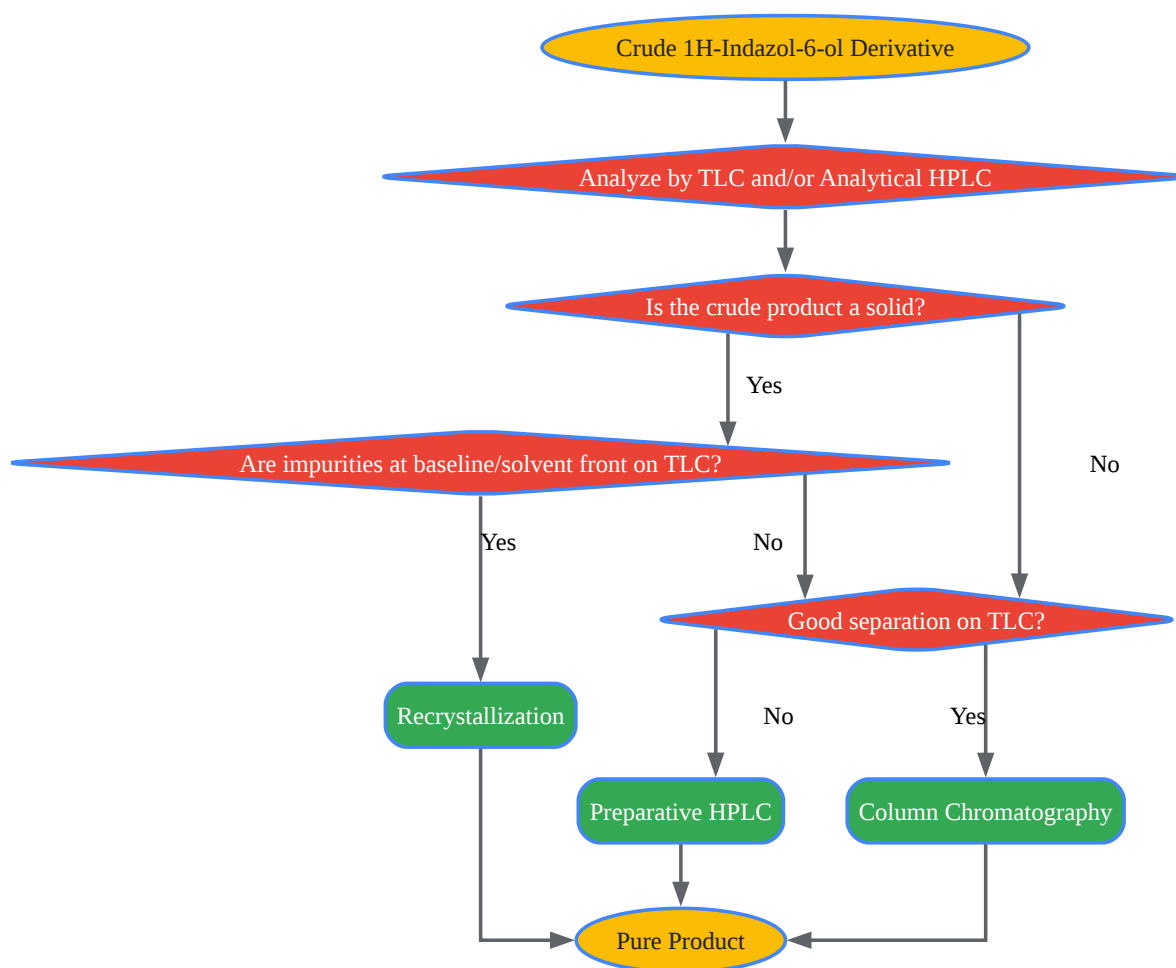 Crude 1H-Indazol-6-ol Derivative
Analyze by TLC and/or Analytical HPLC
Is the crude product a solid?
Yes
Are impurities at baseline/solvent front on TLC?
No
Yes
No
Good separation on TLC?
Recrystallization
No
Yes
Preparative HPLC
Column Chromatography
Pure Product